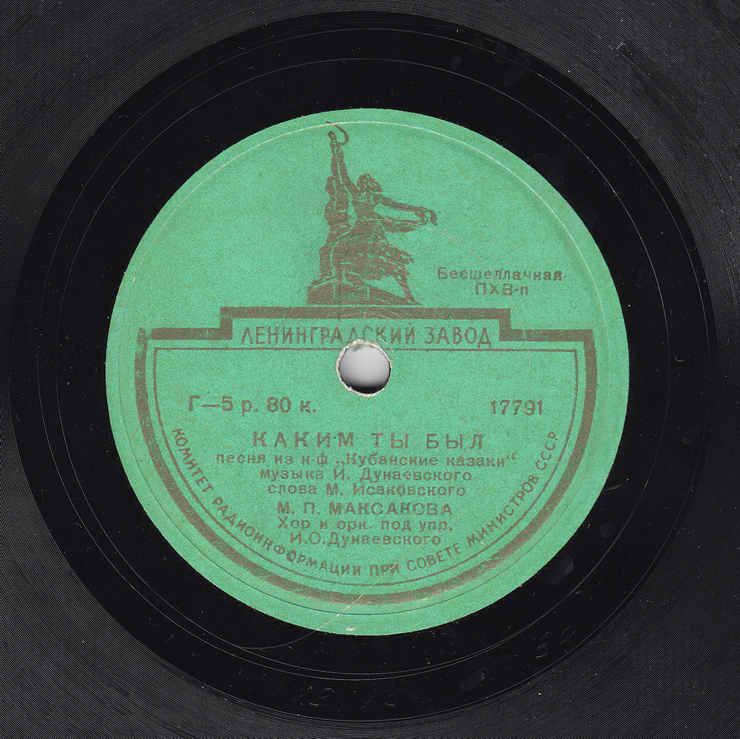 Бесшеллачная
ПХВ-п
ЛЕНИНГРАДСКИЙ ЗАВОД
Г—5 р. 80 к. 17791
КАКИМ ТЫ БЫЛ
песня из к-ф „Кубанские казаки“
музыка И. Дунаевского
слова М. Исаковского
М. П. МАКСАКОВА
Хор и орк. под упр.
И.О.Дунаевского
КОМИТЕТ РАДИОИНФОРМАЦИИ ПРИ СОВЕТЕ МИНИСТРОВ СССР